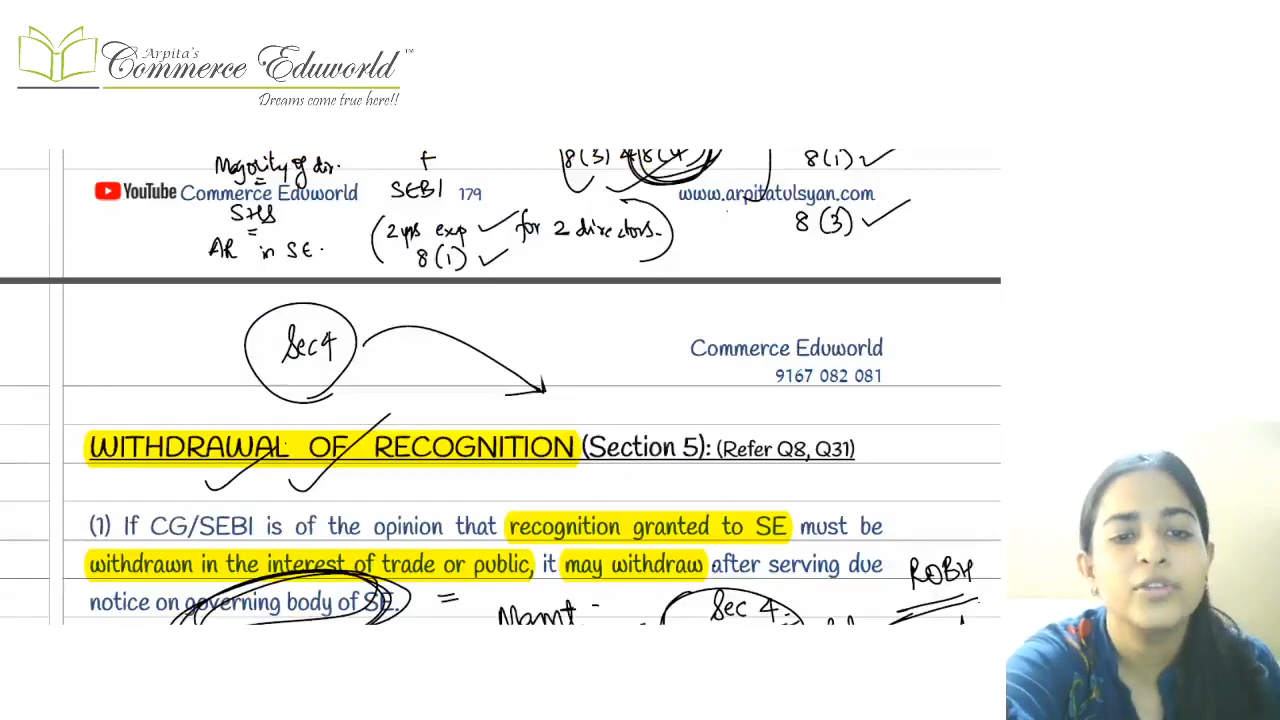 Arpita's
Commerce Eduworld™
Dreams come true here!!
Majority of dir. +
8(3) 8(4
8(1)
YouTube Commerce Eduworld SEBI 179 www.arpitatulsyan.com
SHS
AR in SE.
(2 yrs exp for 2 directors.)
8(1)
8(3)
Sec 4
Commerce Eduworld
9167 082 081
WITHDRAWAL OF RECOGNITION (Section 5): (Refer Q8, Q31)
(1) If CG/SEBI is of the opinion that recognition granted to SE must be
withdrawn in the interest of trade or public, it may withdraw after serving due
notice on governing body of SE. =
ROBH
Mgmt -
Sec 4.